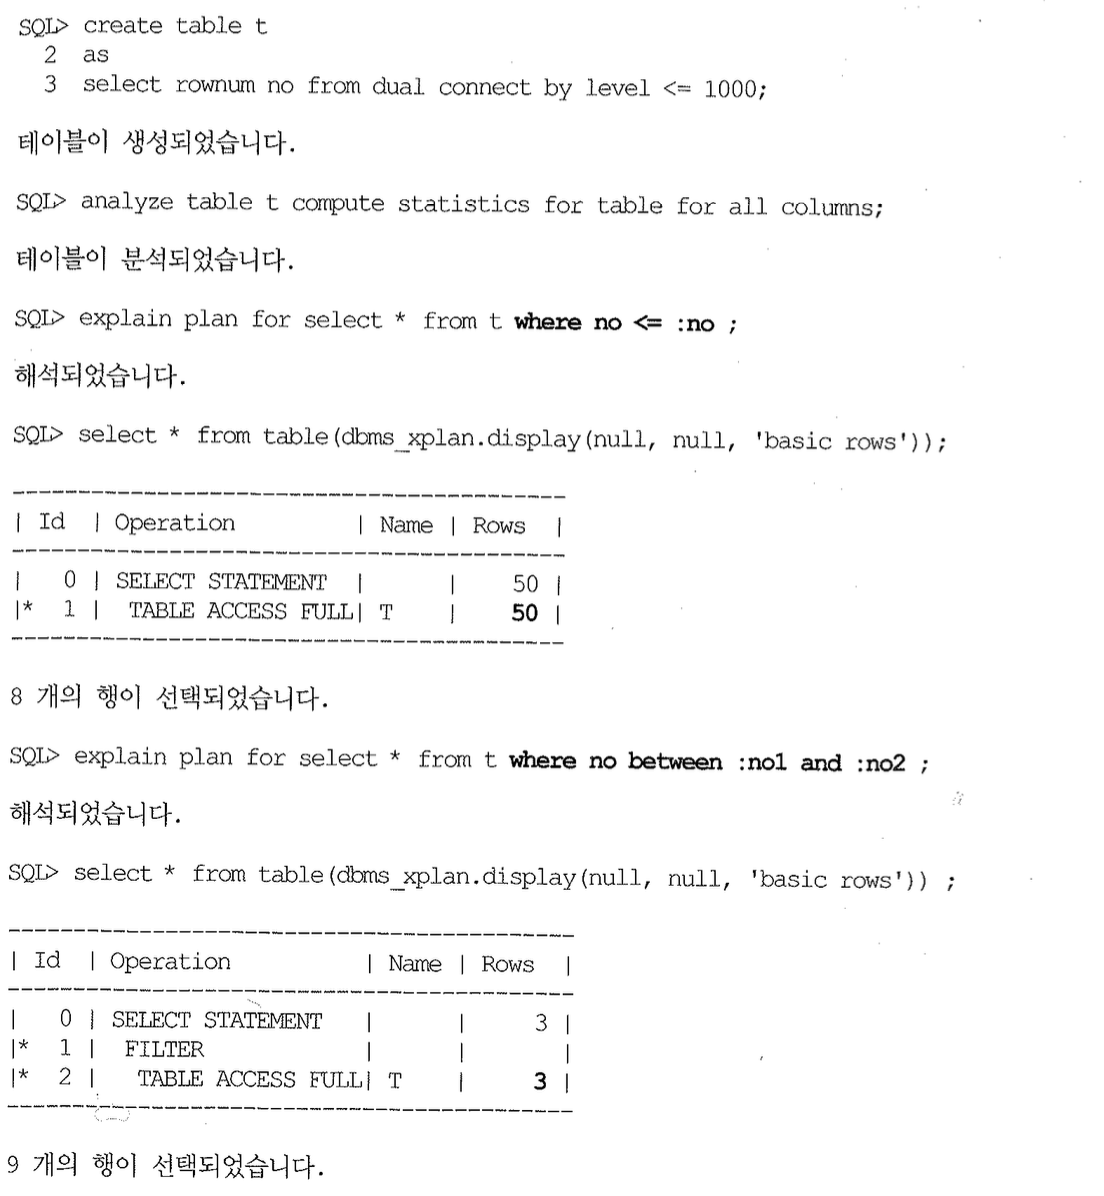 SQL> create table t
  2  as
  3  select rownum no from dual connect by level <= 1000;
테이블이 생성되었습니다.
SQL> analyze table t compute statistics for table for all columns;
테이블이 분석되었습니다.
SQL> explain plan for select * from t where no <= :no ;
해석되었습니다.
SQL> select * from table(dbms_xplan.display(null, null, 'basic rows'));
-------------------------------------------
| Id  | Operation         | Name | Rows  |
-------------------------------------------
|   0 | SELECT STATEMENT  |      |    50 |
|*  1 |  TABLE ACCESS FULL| T    |    50 |
-------------------------------------------
8 개의 행이 선택되었습니다.
SQL> explain plan for select * from t where no between :no1 and :no2 ;
해석되었습니다.
SQL> select * from table(dbms_xplan.display(null, null, 'basic rows')) ;
--------------------------------------------
| Id  | Operation          | Name | Rows  |
--------------------------------------------
|   0 | SELECT STATEMENT   |      |     3 |
|*  1 |  FILTER            |      |       |
|*  2 |   TABLE ACCESS FULL| T    |     3 |
--------------------------------------------
9 개의 행이 선택되었습니다.